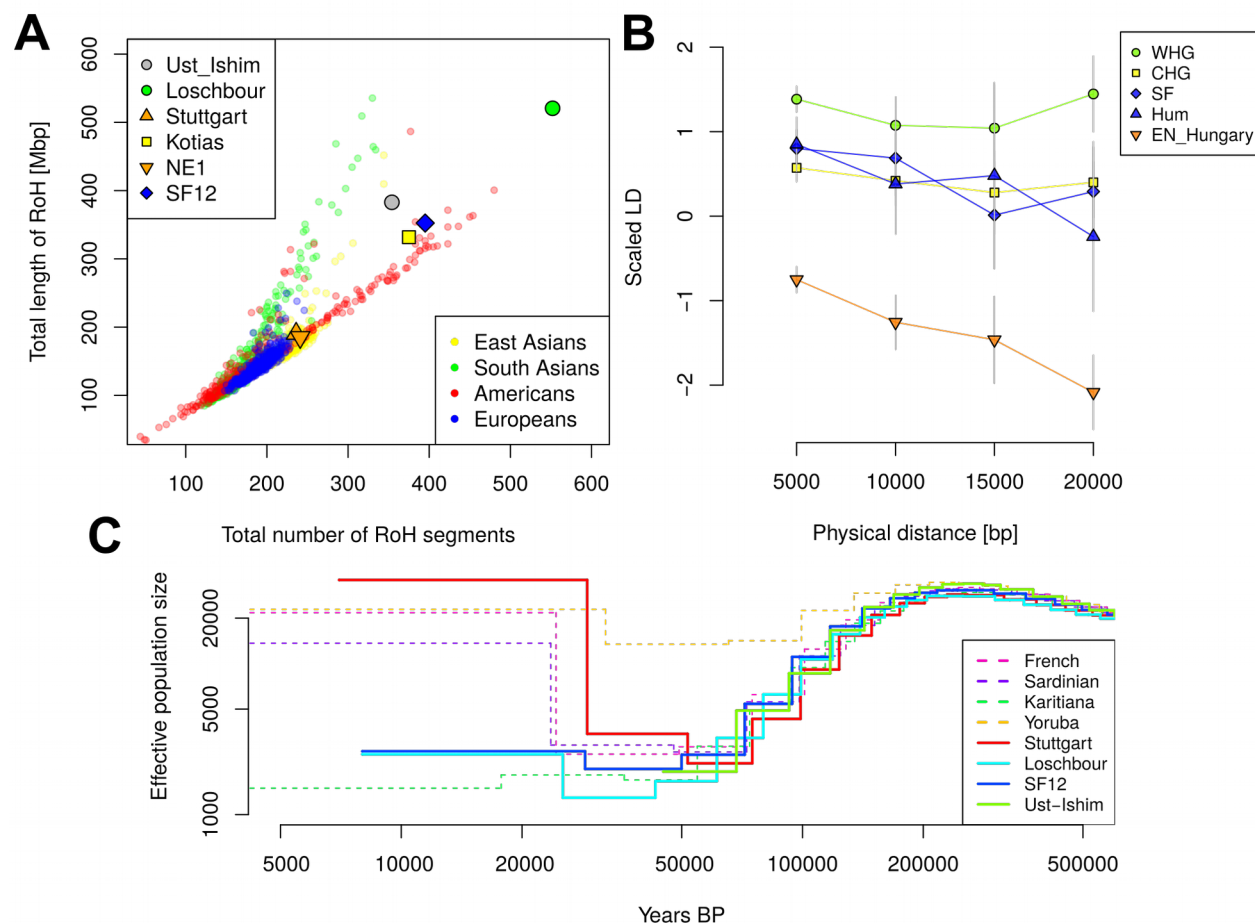 A
Total length of RoH [Mbp]
600
500
400
300
200
100
Ust_Ishim
Loschbour
Stuttgart
Kotias
NE1
SF12
East Asians
South Asians
Americans
Europeans
100 200 300 400 500 600
Total number of RoH segments
B
Scaled LD
2
1
0
−1
−2
WHG
CHG
SF
Hum
EN_Hungary
5000 10000 15000 20000
Physical distance [bp]
C
Effective population size
20000
5000
1000
French
Sardinian
Karitiana
Yoruba
Stuttgart
Loschbour
SF12
Ust−Ishim
5000 10000 20000 50000 100000 200000 500000
Years BP